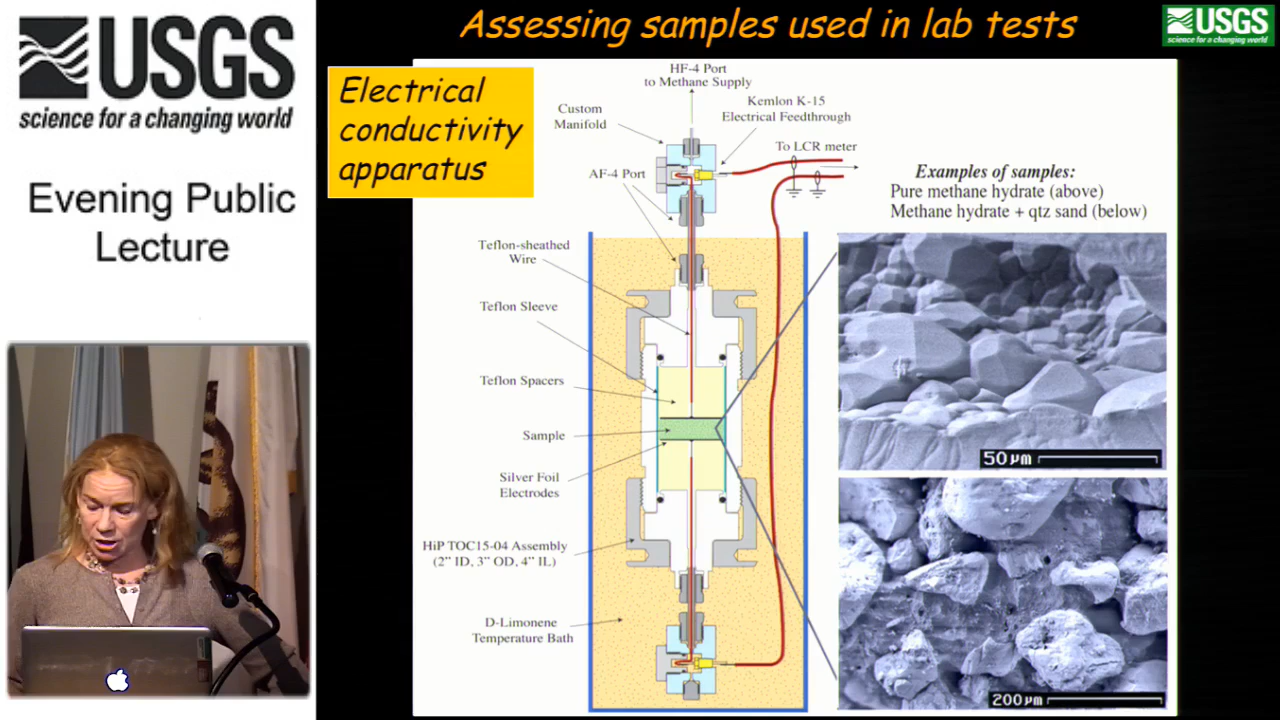 USGS
science for a changing world
Evening Public
Lecture
Assessing samples used in lab tests
USGS
science for a changing world
Electrical
conductivity
apparatus
HF-4 Port
to Methane Supply
Custom
Manifold
Kemlon K-15
Electrical Feedthrough
To LCR meter
AF-4 Port
Teflon-sheathed
Wire
Teflon Sleeve
Teflon Spacers
Sample
Silver Foil
Electrodes
HiP TOC15-04 Assembly
(2” ID, 3” OD, 4” IL)
D-Limonene
Temperature Bath
Examples of samples:
Pure methane hydrate (above)
Methane hydrate + qtz sand (below)
50 µm
200 µm